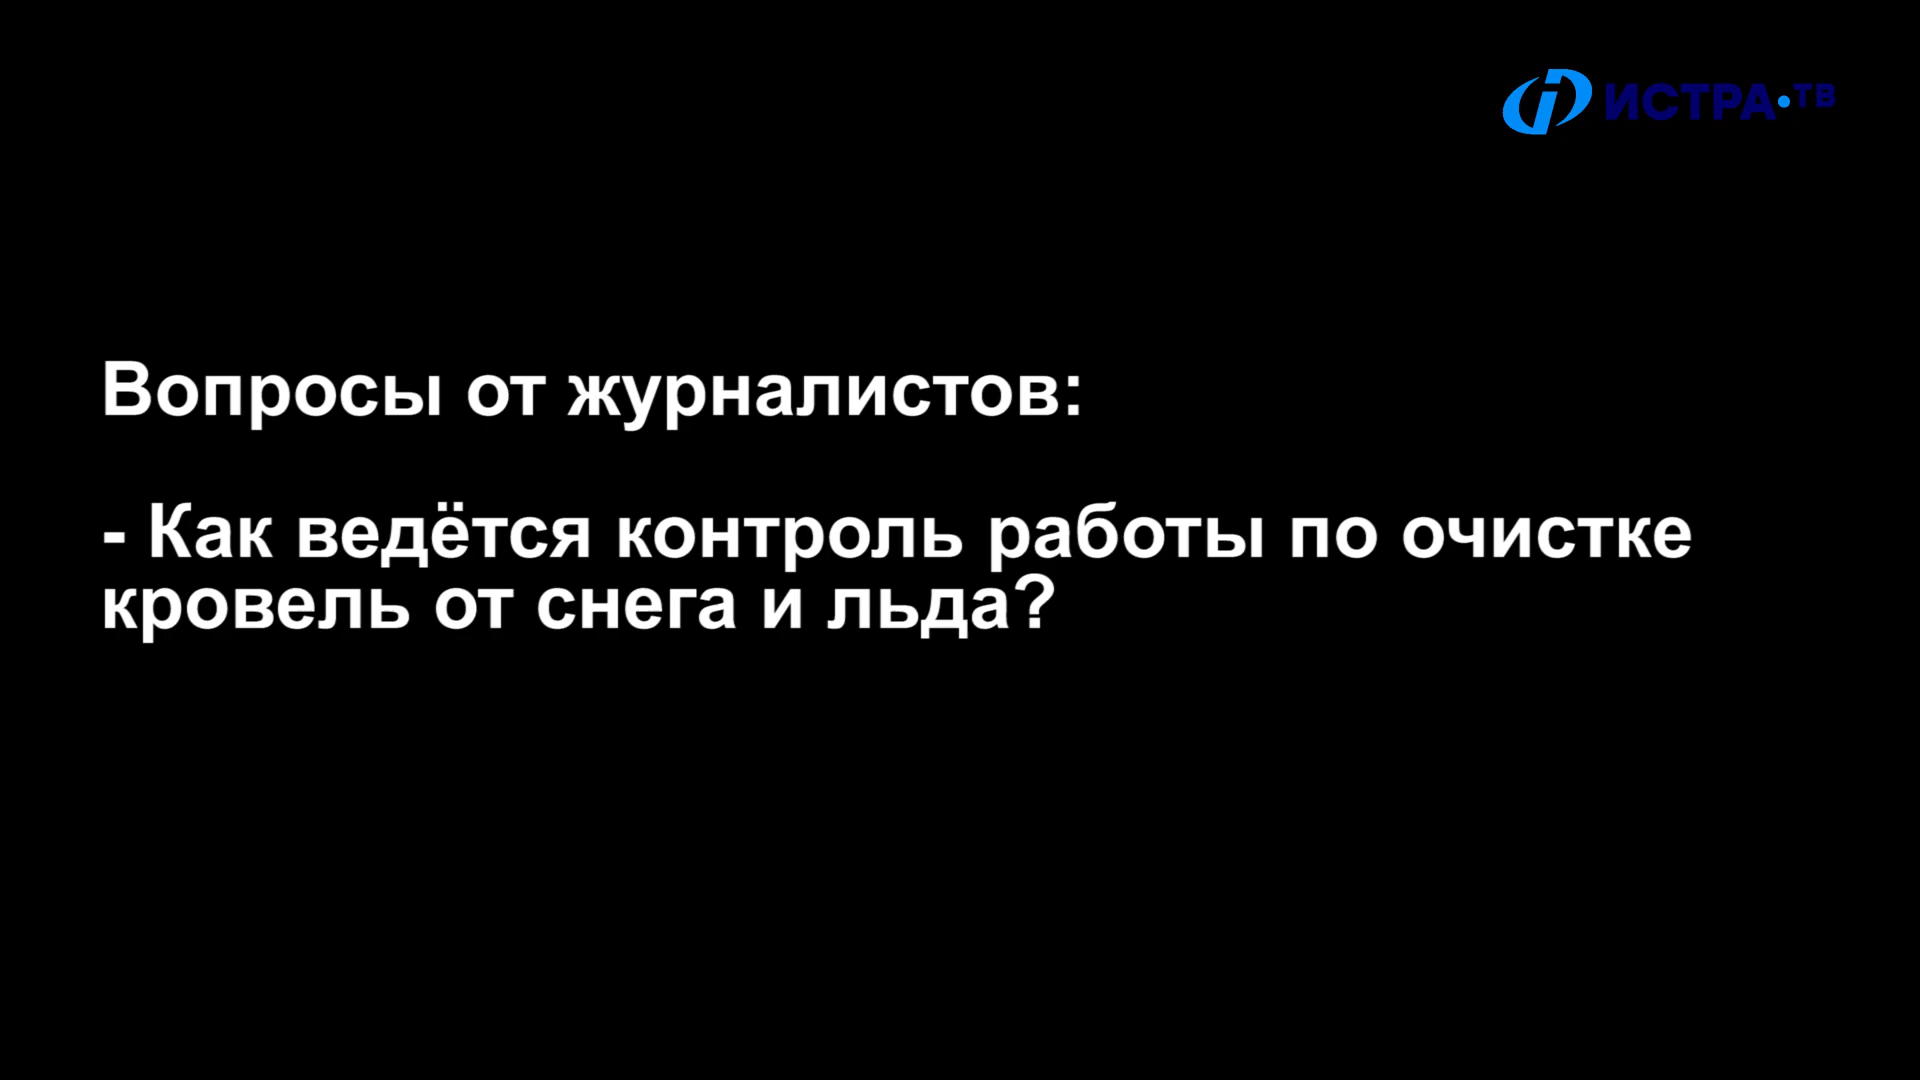 ИСТРА•ТВ
Вопросы от журналистов:
- Как ведётся контроль работы по очистке
кровель от снега и льда?